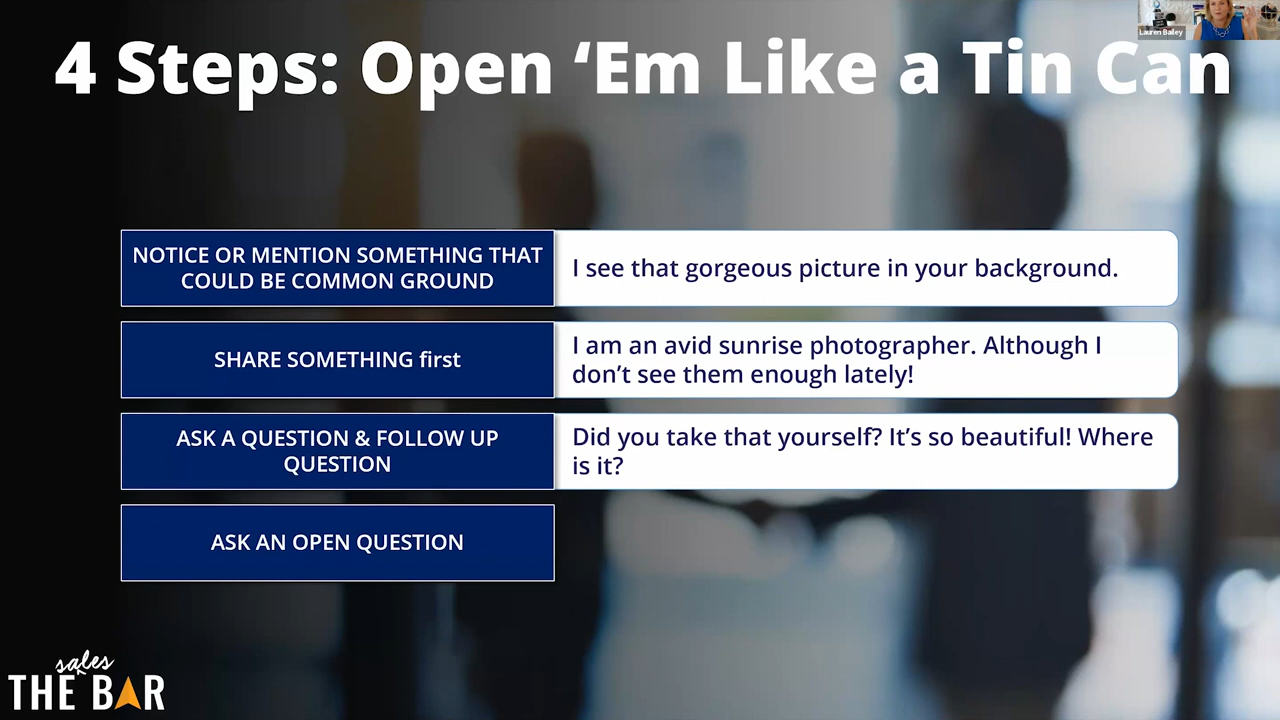 Lauren Bailey
4 Steps: Open ‘Em Like a Tin Can
NOTICE OR MENTION SOMETHING THAT
COULD BE COMMON GROUND
I see that gorgeous picture in your background.
SHARE SOMETHING first
I am an avid sunrise photographer. Although I
don’t see them enough lately!
ASK A QUESTION & FOLLOW UP
QUESTION
Did you take that yourself? It’s so beautiful! Where
is it?
ASK AN OPEN QUESTION
sales
THE BAR